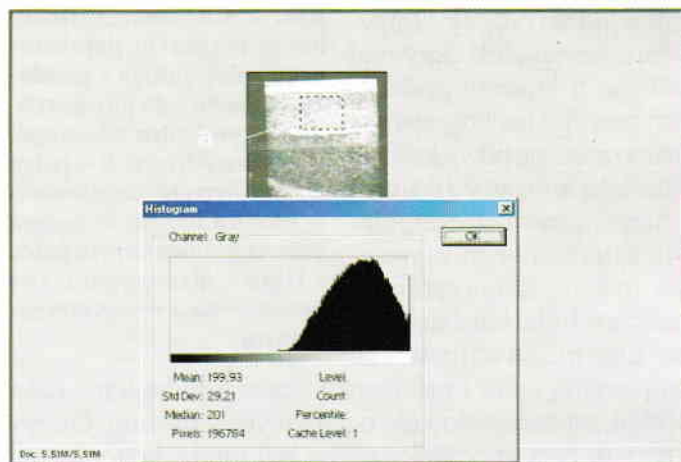 Histogram
Channel: Gray
OK
Mean: 199.93
Level:
Std Dev: 29.21
Count:
Median: 201
Percentile:
Pixels: 196784
Cache Level: 1
Doc: 5.51M/5.51M